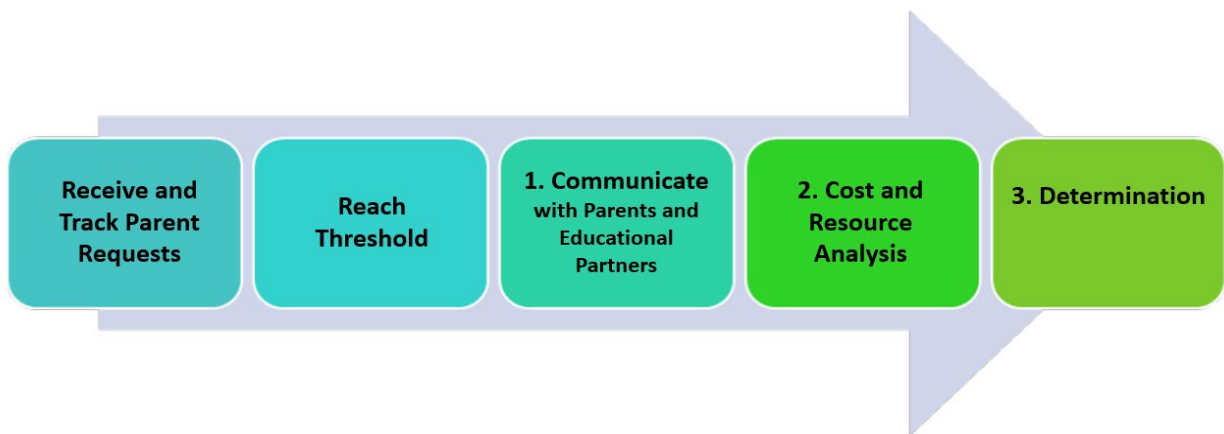 Receive and
Track Parent
Requests
Reach
Threshold
1. Communicate
with Parents and
Educational
Partners
2. Cost and
Resource
Analysis
3. Determination